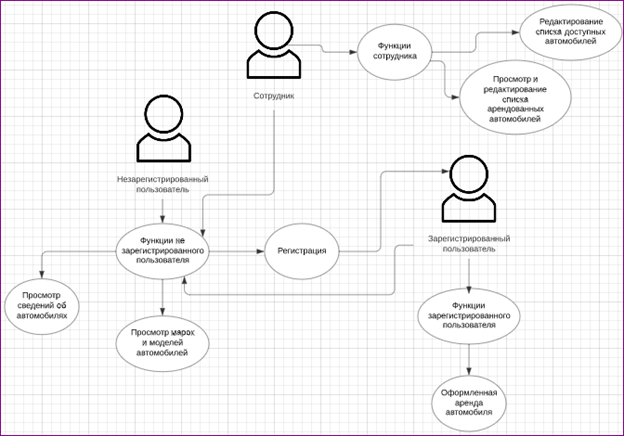 Редактирование
списка доступных
автомобилей
Функции
сотрудника
Просмотр и
редактирование
списка
арендованных
автомобилей
Сотрудник
Незарегистрированный
пользователь
Функции не
зарегистрированного
пользователя
Регистрация
Зарегистрированный
пользователь
Просмотр
сведений об
автомобилях
Просмотр марок
и моделей
автомобилей
Функции
зарегистрированного
пользователя
Оформленная
аренда
автомобиля